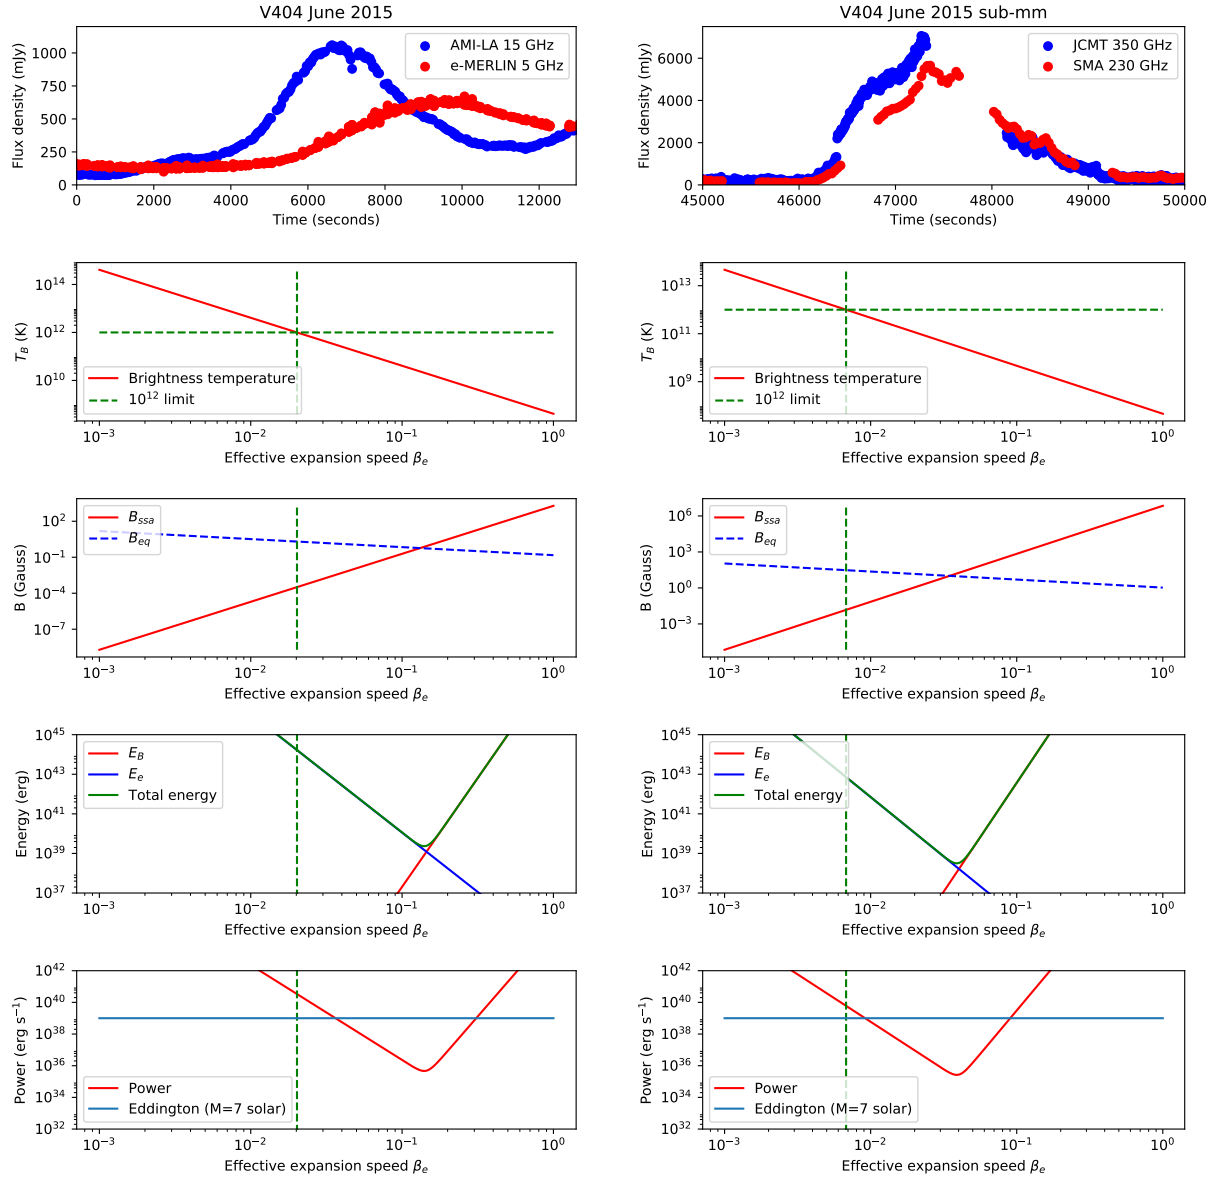 V404 June 2015
V404 June 2015 sub-mm
Flux density (mJy)
1000
750
500
250
0
AMI-LA 15 GHz
e-MERLIN 5 GHz
0 2000 4000 6000 8000 10000 12000
Time (seconds)
Flux density (mJy)
6000
4000
2000
0
JCMT 350 GHz
SMA 230 GHz
45000 46000 47000 48000 49000 50000
Time (seconds)
T_B (K)
10^14
10^12
10^10
Brightness temperature
10^12 limit
10^−3 10^−2 10^−1 10^0
Effective expansion speed β_e
T_B (K)
10^13
10^11
10^9
Brightness temperature
10^12 limit
10^−3 10^−2 10^−1 10^0
Effective expansion speed β_e
B (Gauss)
10^2
10^−1
10^−4
10^−7
B_ssa
B_eq
10^−3 10^−2 10^−1 10^0
Effective expansion speed β_e
B (Gauss)
10^6
10^3
10^0
10^−3
B_ssa
B_eq
10^−3 10^−2 10^−1 10^0
Effective expansion speed β_e
Energy (erg)
10^45
10^43
10^41
10^39
10^37
E_B
E_e
Total energy
10^−3 10^−2 10^−1 10^0
Effective expansion speed β_e
Energy (erg)
10^45
10^43
10^41
10^39
10^37
E_B
E_e
Total energy
10^−3 10^−2 10^−1 10^0
Effective expansion speed β_e
Power (erg s^−1)
10^42
10^40
10^38
10^36
10^34
10^32
Power
Eddington (M=7 solar)
10^−3 10^−2 10^−1 10^0
Effective expansion speed β_e
Power (erg s^−1)
10^42
10^40
10^38
10^36
10^34
10^32
Power
Eddington (M=7 solar)
10^−3 10^−2 10^−1 10^0
Effective expansion speed β_e